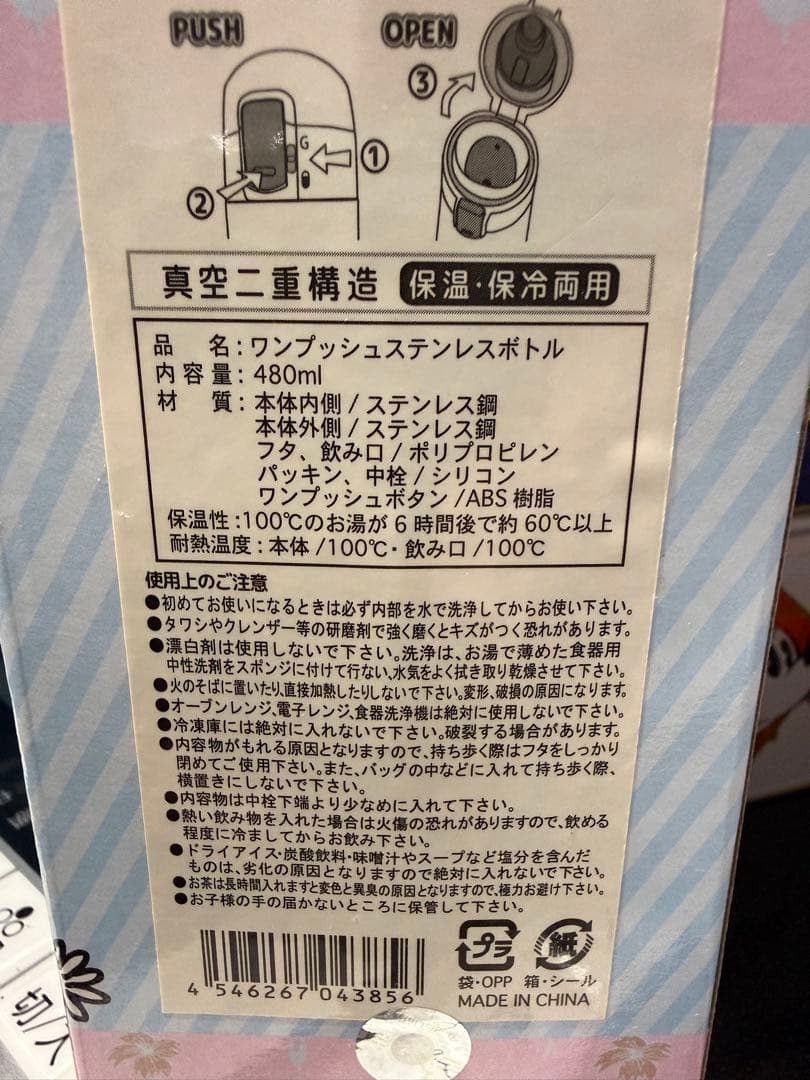 PUSH
OPEN
③
G
①
②
真空二重構造 保温・保冷両用
品 名:ワンプッシュステンレスボトル
内容量:480ml
材 質:本体内側/ステンレス鋼
本体外側/ステンレス鋼
フタ、飲み口/ポリプロピレン
パッキン、中栓/シリコン
ワンプッシュボタン/ABS樹脂
保温性:100℃のお湯が6時間後で約60℃以上
耐熱温度:本体/100℃・飲み口/100℃
使用上のご注意
●初めてお使いになるときは必ず内部を水で洗浄してからお使い下さい。
●タワシやクレンザー等の研磨剤で強く磨くとキズがつく恐れがあります。
●漂白剤は使用しないで下さい。洗浄は、お湯で薄めた食器用
中性洗剤をスポンジに付けて行ない、水気をよく拭き取り乾燥させて下さい。
●火のそばに置いたり、直接加熱したりしないで下さい。変形、破損の原因になります。
●オーブンレンジ、電子レンジ、食器洗浄機は絶対に使用しないで下さい。
●冷凍庫には絶対に入れないで下さい。破裂する場合があります。
●内容物がもれる原因となりますので、持ち歩く際はフタをしっかり
閉めてご使用下さい。また、バッグの中などに入れて持ち歩く際、
横置きにしないで下さい。
●内容物は中栓下端より少なめに入れて下さい。
●熱い飲み物を入れた場合は火傷の恐れがありますので、飲める
程度に冷ましてからお飲み下さい。
●ドライアイス・炭酸飲料・味噌汁やスープなど塩分を含んだ
ものは、劣化の原因となりますので絶対に入れないで下さい。
●お茶は長時間入れますと変色と異臭の原因となりますので、極力お避け下さい。
●お子様の手の届かないところに保管して下さい。
プラ 紙
袋・OPP 箱・シール
MADE IN CHINA
4 546267 043856
切/入